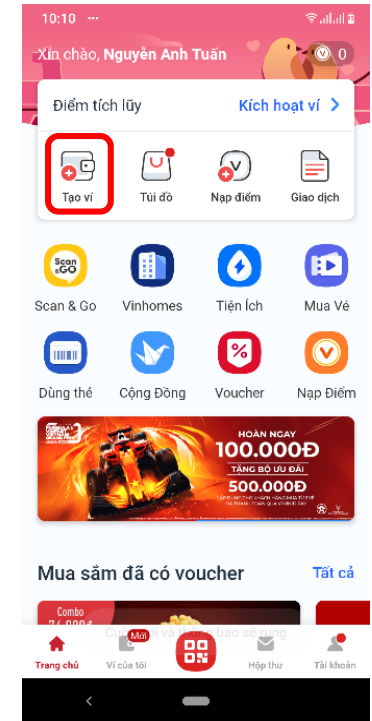 10:10
Xin chào, Nguyễn Anh Tuấn
0
Điểm tích lũy
Kích hoạt ví
Tạo ví
Túi đồ
Nạp điểm
Giao dịch
Scan & Go
Scan & Go
Vinhomes
Tiện Ích
Mua Vé
Dùng thẻ
Cộng Đồng
Voucher
Nạp Điểm
HOÀN NGAY
100.000Đ
TẶNG BỘ ƯU ĐÃI
500.000Đ
Mua sắm đã có voucher
Tất cả
Combo
Mới
Trang chủ
Ví của tôi
Hộp thư
Tài khoản